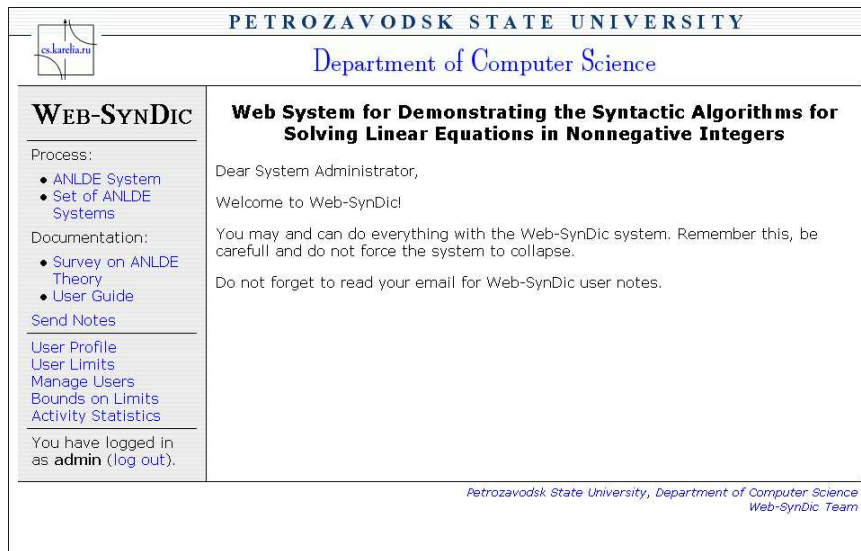 PETROZAVODSK STATE UNIVERSITY
cs.karelia.ru
Department of Computer Science
WEB-SYNDIC
Process:
• ANLDE System
• Set of ANLDE
Systems
Documentation:
• Survey on ANLDE
Theory
• User Guide
Send Notes
User Profile
User Limits
Manage Users
Bounds on Limits
Activity Statistics
You have logged in
as admin (log out).
Web System for Demonstrating the Syntactic Algorithms for
Solving Linear Equations in Nonnegative Integers
Dear System Administrator,
Welcome to Web-SynDic!
You may and can do everything with the Web-SynDic system. Remember this, be
carefull and do not force the system to collapse.
Do not forget to read your email for Web-SynDic user notes.
Petrozavodsk State University, Department of Computer Science
Web-SynDic Team